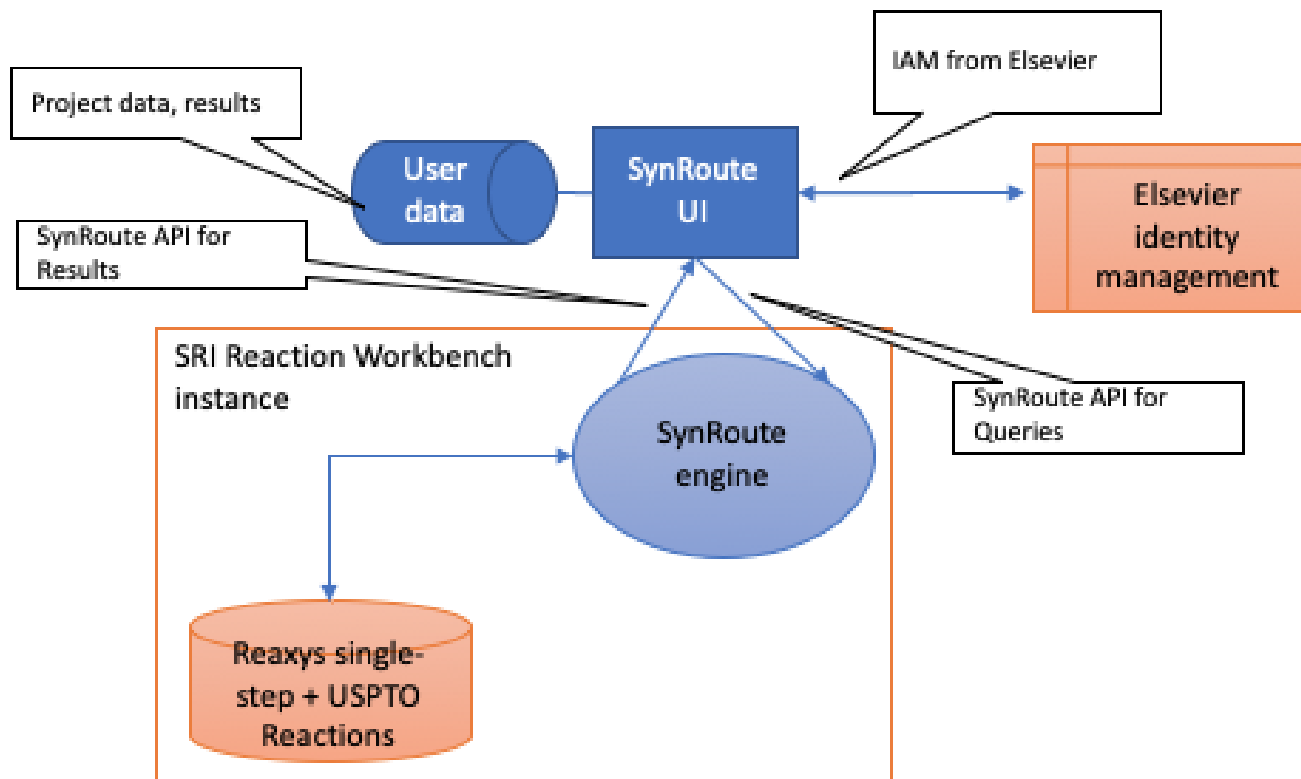 IAM from Elsevier
Project data, results
User
data
SynRoute
UI
Elsevier
identity
management
SynRoute API for
Results
SRI Reaction Workbench
instance
SynRoute API for
Queries
SynRoute
engine
Reaxys single-
step + USPTO
Reactions